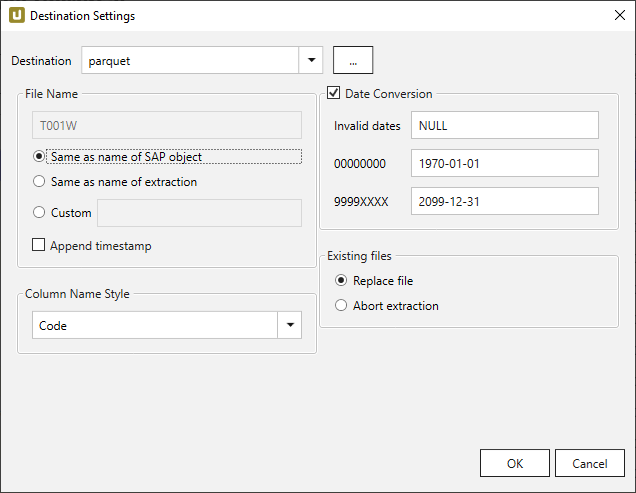 Destination Settings
Destination
parquet
...
File Name
T001W
Same as name of SAP object
Same as name of extraction
Custom
Append timestamp
Column Name Style
Code
Date Conversion
Invalid dates
NULL
00000000
1970-01-01
9999XXXX
2099-12-31
Existing files
Replace file
Abort extraction
OK
Cancel